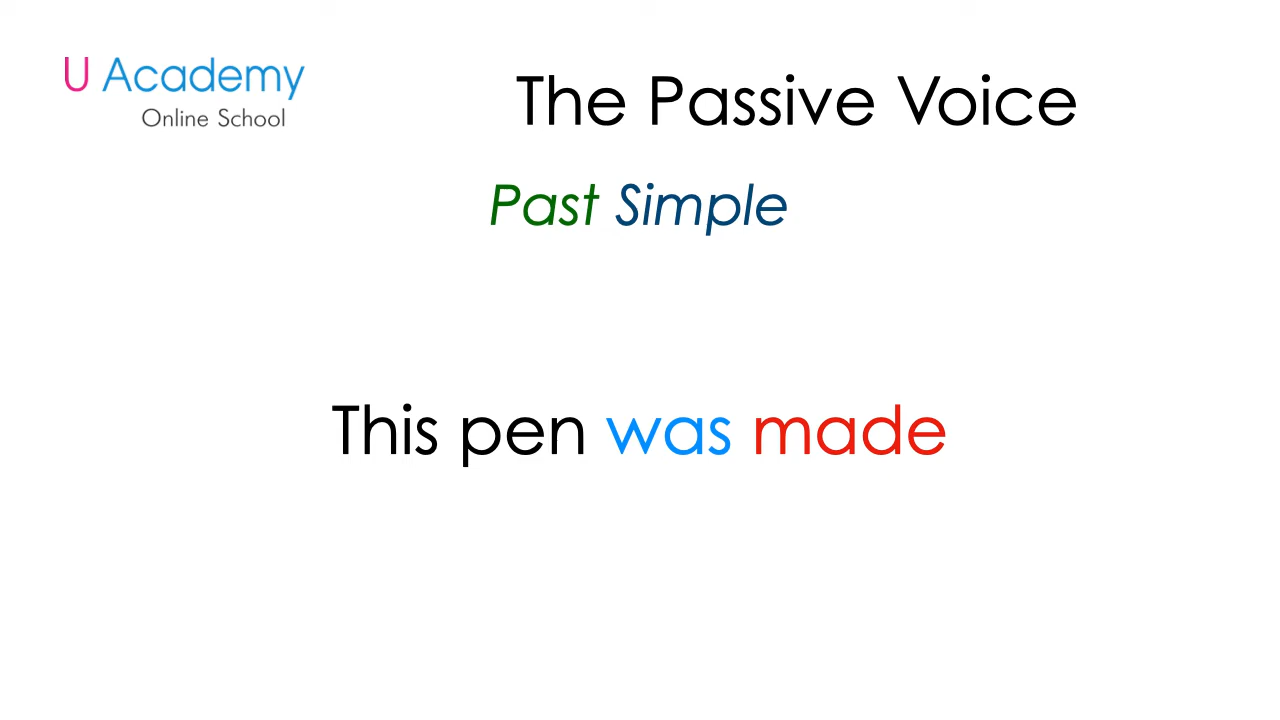 U Academy
Online School
The Passive Voice
Past Simple
This pen was made